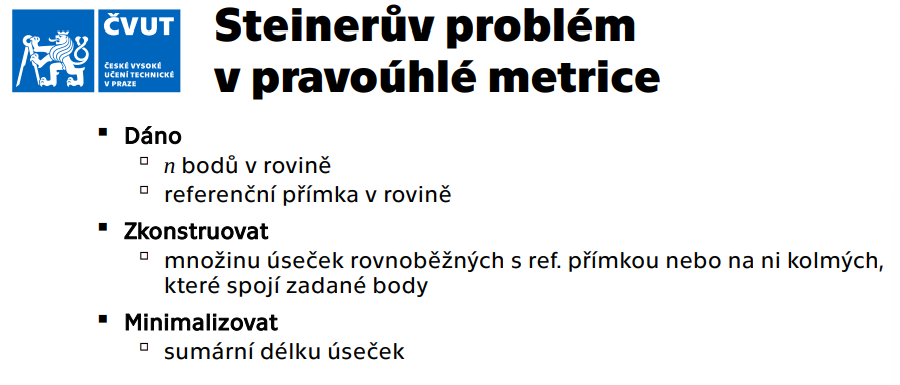 ČVUT
ČESKÉ VYSOKÉ
UČENÍ TECHNICKÉ
V PRAZE
Steinerův problém
v pravoúhlé metrice
▪ Dáno
▫ n bodů v rovině
▫ referenční přímka v rovině
▪ Zkonstruovat
▫ množinu úseček rovnoběžných s ref. přímkou nebo na ni kolmých,
které spojí zadané body
▪ Minimalizovat
▫ sumární délku úseček